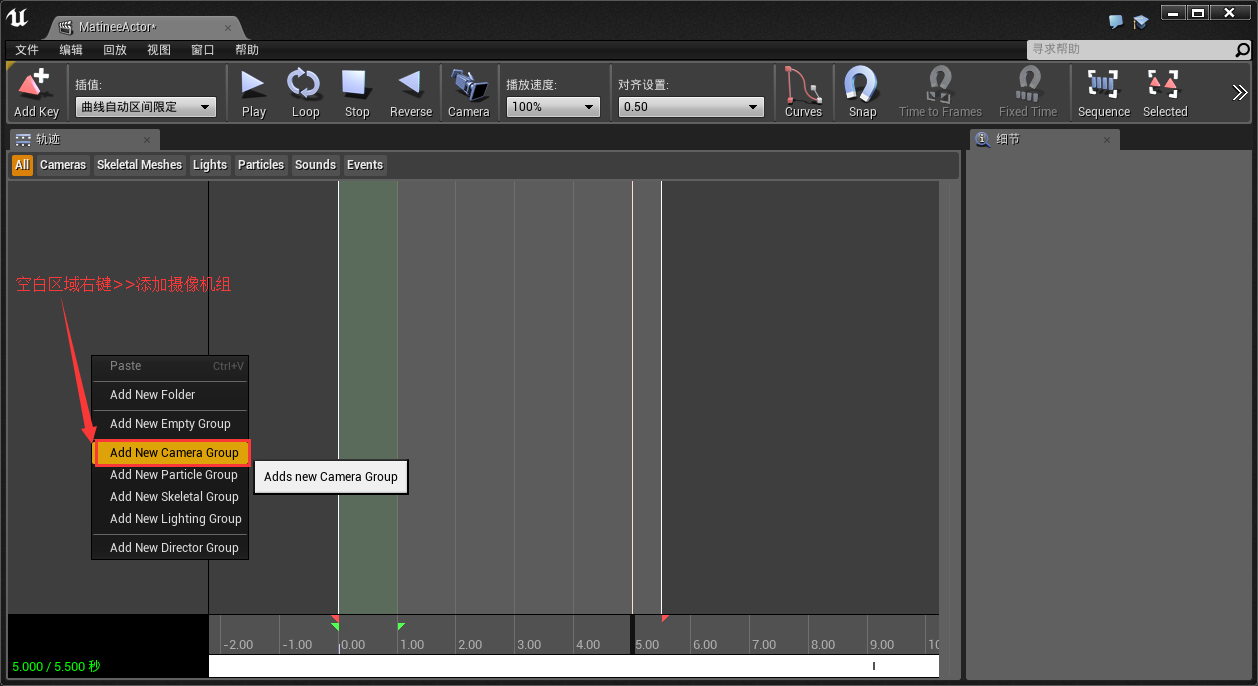 MatineeActor*
文件 编辑 回放 视图 窗口 帮助
寻求帮助
Add Key
插值:
曲线自动区间限定
Play
Loop
Stop
Reverse
Camera
播放速度:
100%
对齐设置:
0.50
Curves
Snap
Time to Frames
Fixed Time
Sequence
Selected
轨迹
细节
All Cameras Skeletal Meshes Lights Particles Sounds Events
空白区域右键>>添加摄像机组
Paste Ctrl+V
Add New Folder
Add New Empty Group
Add New Camera Group
Adds new Camera Group
Add New Particle Group
Add New Skeletal Group
Add New Lighting Group
Add New Director Group
-2.00 -1.00 0.00 1.00 2.00 3.00 4.00 5.00 6.00 7.00 8.00 9.00 10
5.000 / 5.500 秒